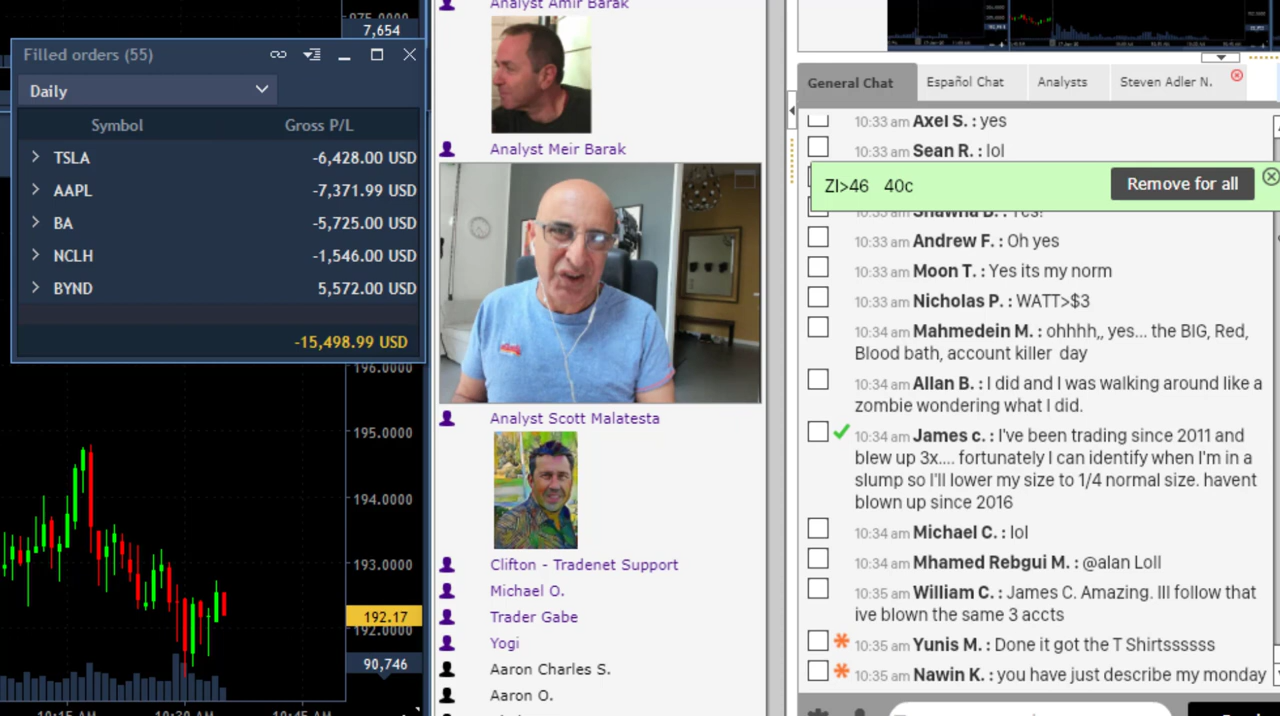 975.0000
7,654
Filled orders (55)
Daily
Symbol Gross P/L
TSLA -6,428.00 USD
AAPL -7,371.99 USD
BA -5,725.00 USD
NCLH -1,546.00 USD
BYND 5,572.00 USD
-15,498.99 USD
196.0000
195.0000
194.0000
193.0000
192.17
192.0000
90,746
10:15 AM 10:30 AM 10:45 AM
Analyst Amir Barak
Analyst Meir Barak
Analyst Scott Malatesta
Clifton - Tradenet Support
Michael O.
Trader Gabe
Yogi
Aaron Charles S.
Aaron O.
General Chat Español Chat Analysts Steven Adler N.
10:33 am Axel S. : yes
10:33 am Sean R. : lol
ZI>46 40c Remove for all
Shawna B. : Yes!
10:33 am Andrew F. : Oh yes
10:33 am Moon T. : Yes its my norm
10:33 am Nicholas P. : WATT>$3
10:34 am Mahmedein M. : ohhhh,, yes... the BIG, Red,
Blood bath, account killer day
10:34 am Allan B. : I did and I was walking around like a
zombie wondering what I did.
10:34 am James c. : I've been trading since 2011 and
blew up 3x.... fortunately I can identify when I'm in a
slump so I'll lower my size to 1/4 normal size. havent
blown up since 2016
10:34 am Michael C. : lol
10:34 am Mhamed Rebgui M. : @alan Loll
10:35 am William C. : James C. Amazing. Ill follow that
ive blown the same 3 accts
10:35 am Yunis M. : Done it got the T Shirtssssss
10:35 am Nawin K. : you have just describe my monday